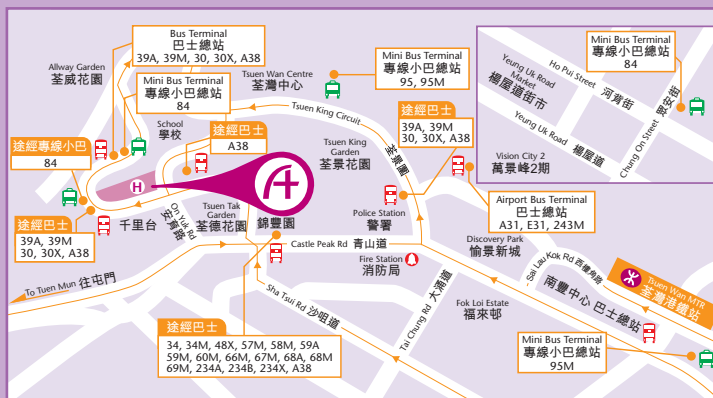 Bus Terminal
巴士總站
39A, 39M, 30, 30X, A38
Allway Garden
荃威花園
Mini Bus Terminal
專線小巴總站
84
Tsuen Wan Centre
荃灣中心
Mini Bus Terminal
專線小巴總站
95, 95M
Mini Bus Terminal
專線小巴總站
84
Yeung Uk Road
Market
楊屋道街市
Ho Pui Street 河背街
Yeung Uk Road 楊屋道
Chung On Street 眾安街
Vision City 2
萬景峰2期
School
學校
途經專線小巴
84
途經巴士
A38
Tsuen King Circuit
荃景圍
Tsuen King
Garden
荃景花園
途經巴士
39A, 39M
30, 30X, A38
H
途經巴士
39A, 39M
30, 30X, A38
千里台
On Yuk Rd
安育路
Tsuen Tak
Garden
荃德花園
錦豐園
Police Station
警署
Airport Bus Terminal
巴士總站
A31, E31, 243M
Castle Peak Rd 青山道
Fire Station
消防局
Discovery Park
愉景新城
Sai Lau Kok Rd 西樓角路
Tsuen Wan MTR
荃灣港鐵站
To Tuen Mun 往屯門
Sha Tsui Rd 沙咀道
Tai Chung Rd 大涌道
Fok Loi Estate
福來邨
南豐中心 巴士總站
途經巴士
34, 34M, 48X, 57M, 58M, 59A
59M, 60M, 66M, 67M, 68A, 68M
69M, 234A, 234B, 234X, A38
Mini Bus Terminal
專線小巴總站
95M